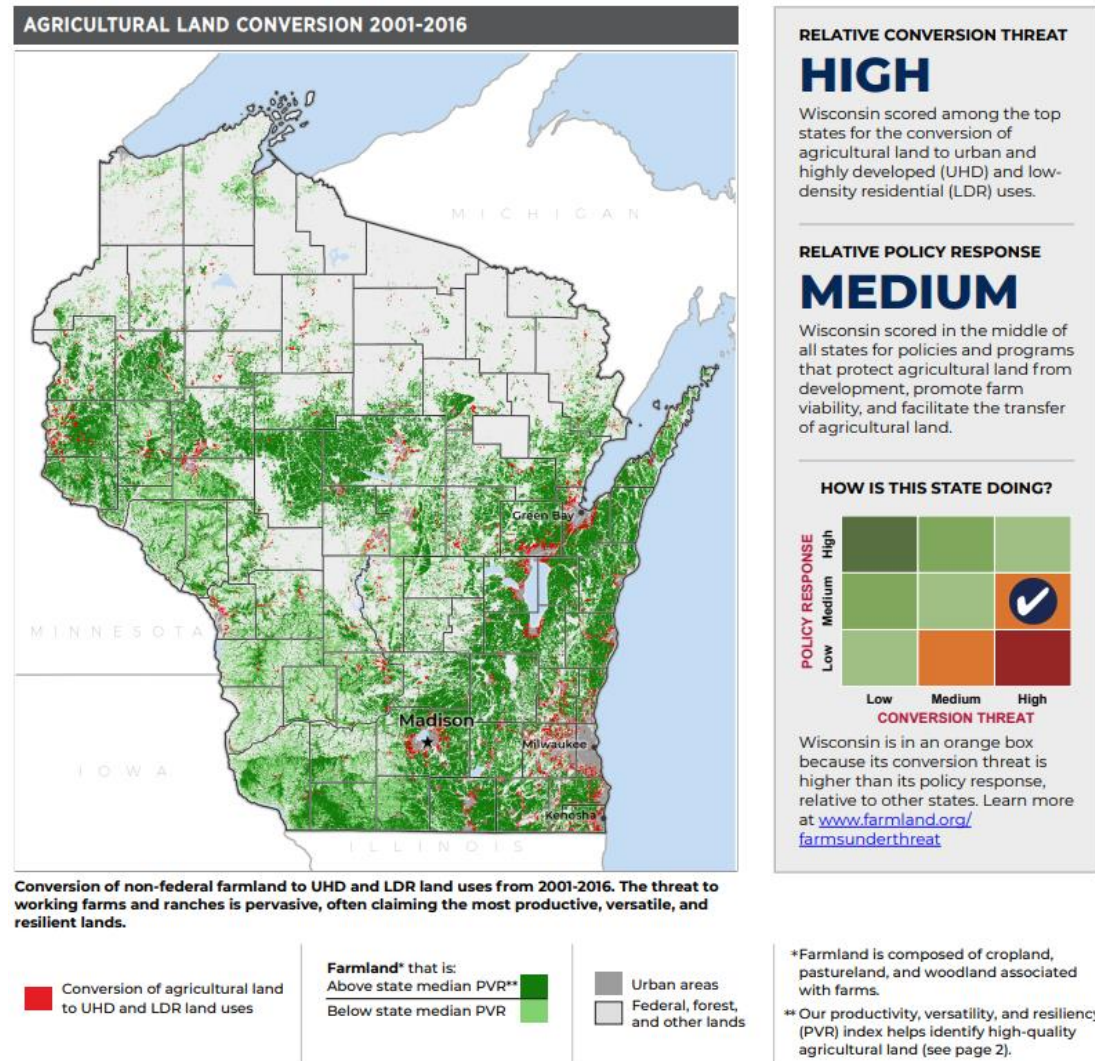 AGRICULTURAL LAND CONVERSION 2001-2016
MICHIGAN
Green Bay
MINNESOTA
Madison
Milwaukee
IOWA
Kenosha
ILLINOIS
Conversion of non-federal farmland to UHD and LDR land uses from 2001-2016. The threat to
working farms and ranches is pervasive, often claiming the most productive, versatile, and
resilient lands.
RELATIVE CONVERSION THREAT
HIGH
Wisconsin scored among the top
states for the conversion of
agricultural land to urban and
highly developed (UHD) and low-
density residential (LDR) uses.
RELATIVE POLICY RESPONSE
MEDIUM
Wisconsin scored in the middle of
all states for policies and programs
that protect agricultural land from
development, promote farm
viability, and facilitate the transfer
of agricultural land.
HOW IS THIS STATE DOING?
POLICY RESPONSE
High
Medium
Low
Low Medium High
CONVERSION THREAT
Wisconsin is in an orange box
because its conversion threat is
higher than its policy response,
relative to other states. Learn more
at www.farmland.org/
farmsunderthreat
Conversion of agricultural land
to UHD and LDR land uses
Farmland* that is:
Above state median PVR**
Below state median PVR
Urban areas
Federal, forest,
and other lands
*Farmland is composed of cropland,
pastureland, and woodland associated
with farms.
** Our productivity, versatility, and resiliency
(PVR) index helps identify high-quality
agricultural land (see page 2).